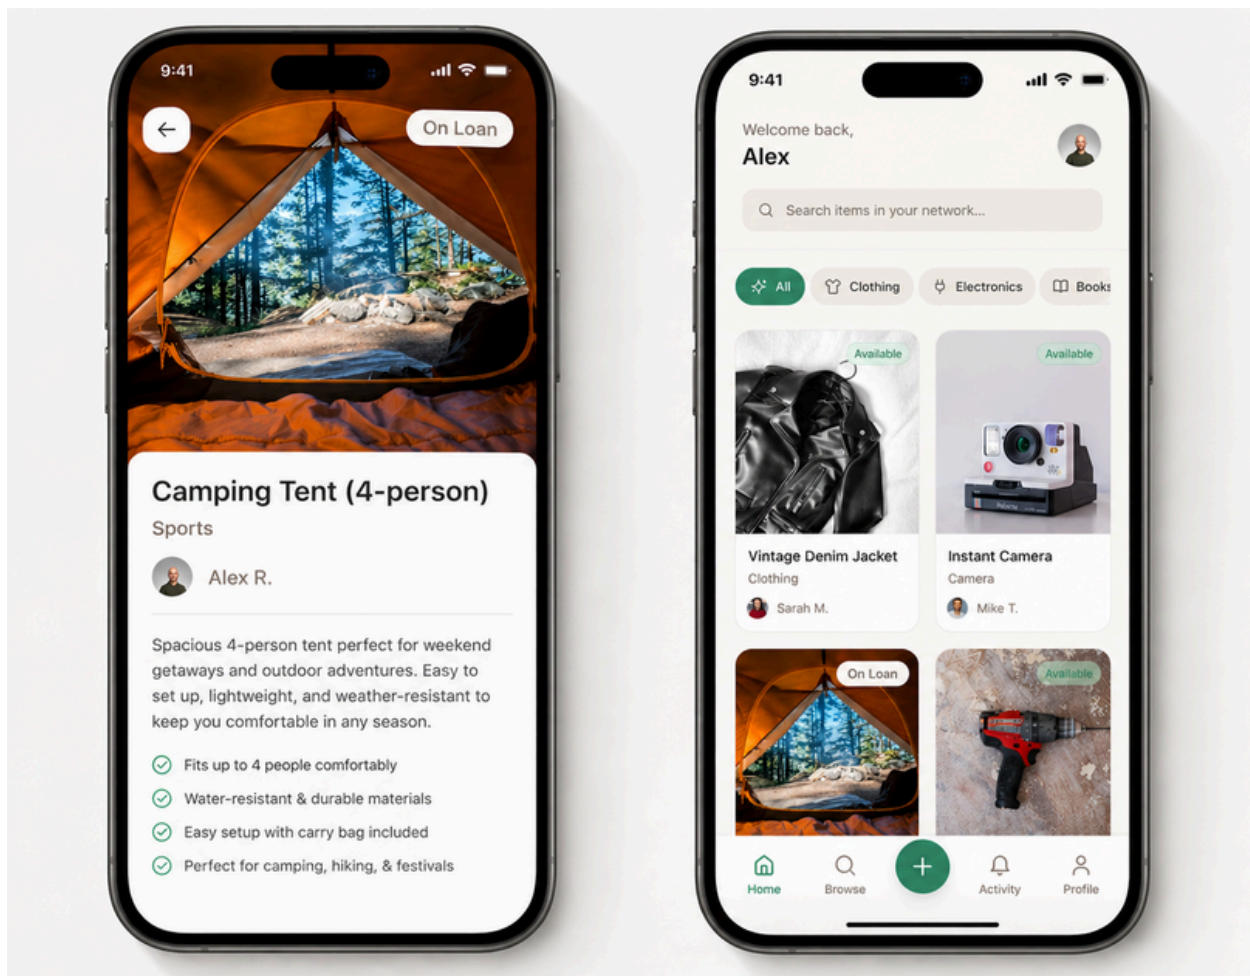 9:41
On Loan
Camping Tent (4-person)
Sports
Alex R.
Spacious 4-person tent perfect for weekend
getaways and outdoor adventures. Easy to
set up, lightweight, and weather-resistant to
keep you comfortable in any season.
Fits up to 4 people comfortably
Water-resistant & durable materials
Easy setup with carry bag included
Perfect for camping, hiking, & festivals
9:41
Welcome back,
Alex
Search items in your network...
All
Clothing
Electronics
Books
Available
Available
Vintage Denim Jacket
Clothing
Sarah M.
Instant Camera
Camera
Mike T.
On Loan
Available
Home
Browse
Activity
Profile